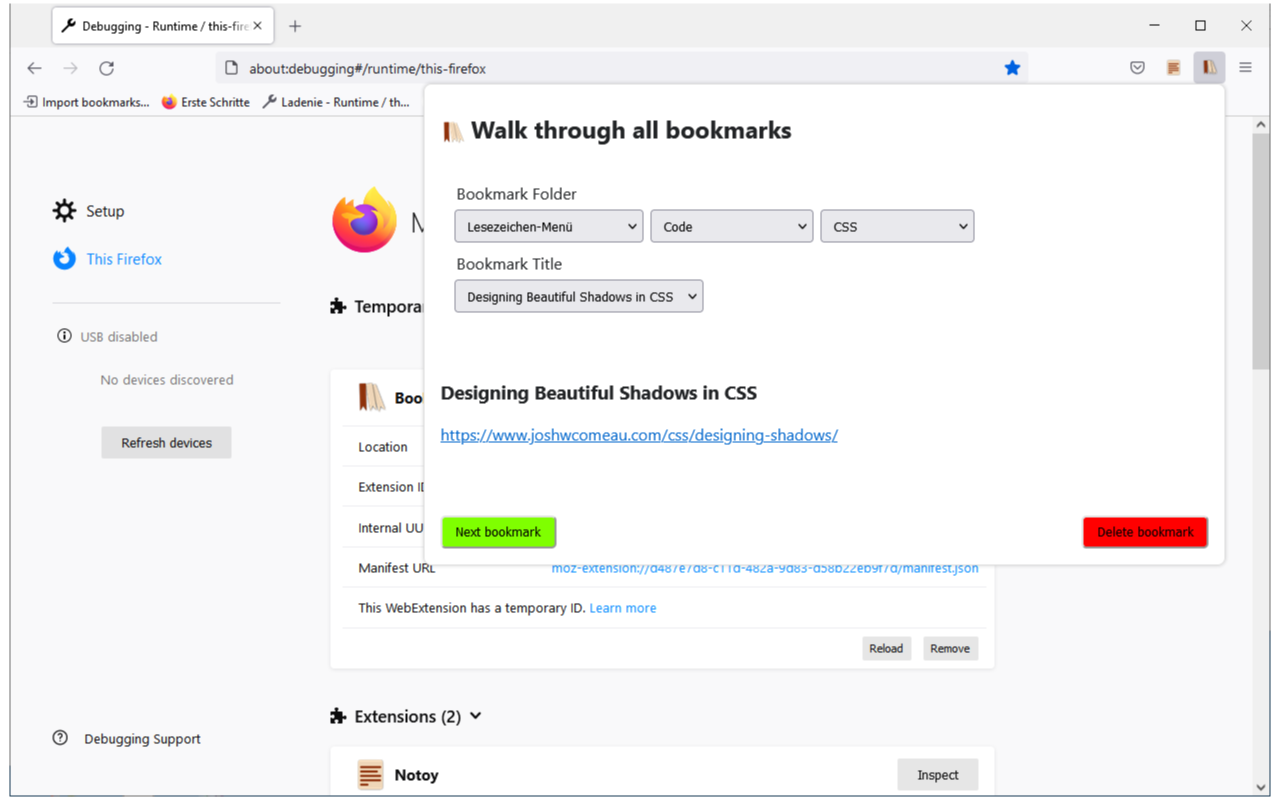 Debugging - Runtime / this-fire
about:debugging#/runtime/this-firefox
Import bookmarks... Erste Schritte Ladenie - Runtime / th...
Walk through all bookmarks
Bookmark Folder
Lesezeichen-Menü Code CSS
Bookmark Title
Designing Beautiful Shadows in CSS
Designing Beautiful Shadows in CSS
https://www.joshwcomeau.com/css/designing-shadows/
Next bookmark Delete bookmark
Setup
This Firefox
USB disabled
No devices discovered
Refresh devices
Debugging Support
Tempora
Boo
Location
Extension I
Internal UU
Manifest URL moz-extension://d487e7d8-c11d-482a-9d83-d58b22eb9f7d/manifest.json
This WebExtension has a temporary ID. Learn more
Reload Remove
Extensions (2)
Notoy Inspect